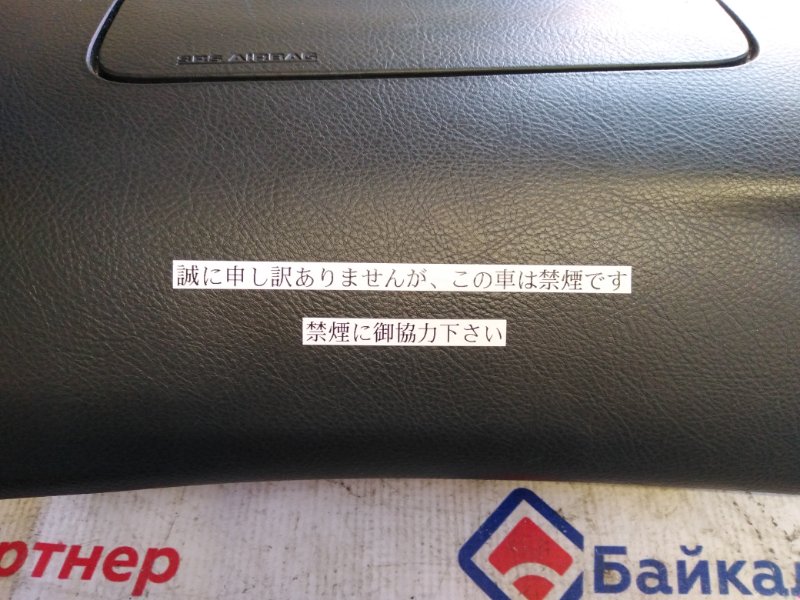 SRS AIRBAG
誠に申し訳ありませんが、この車は禁煙です
禁煙に御協力下さい
артнер
Байкал